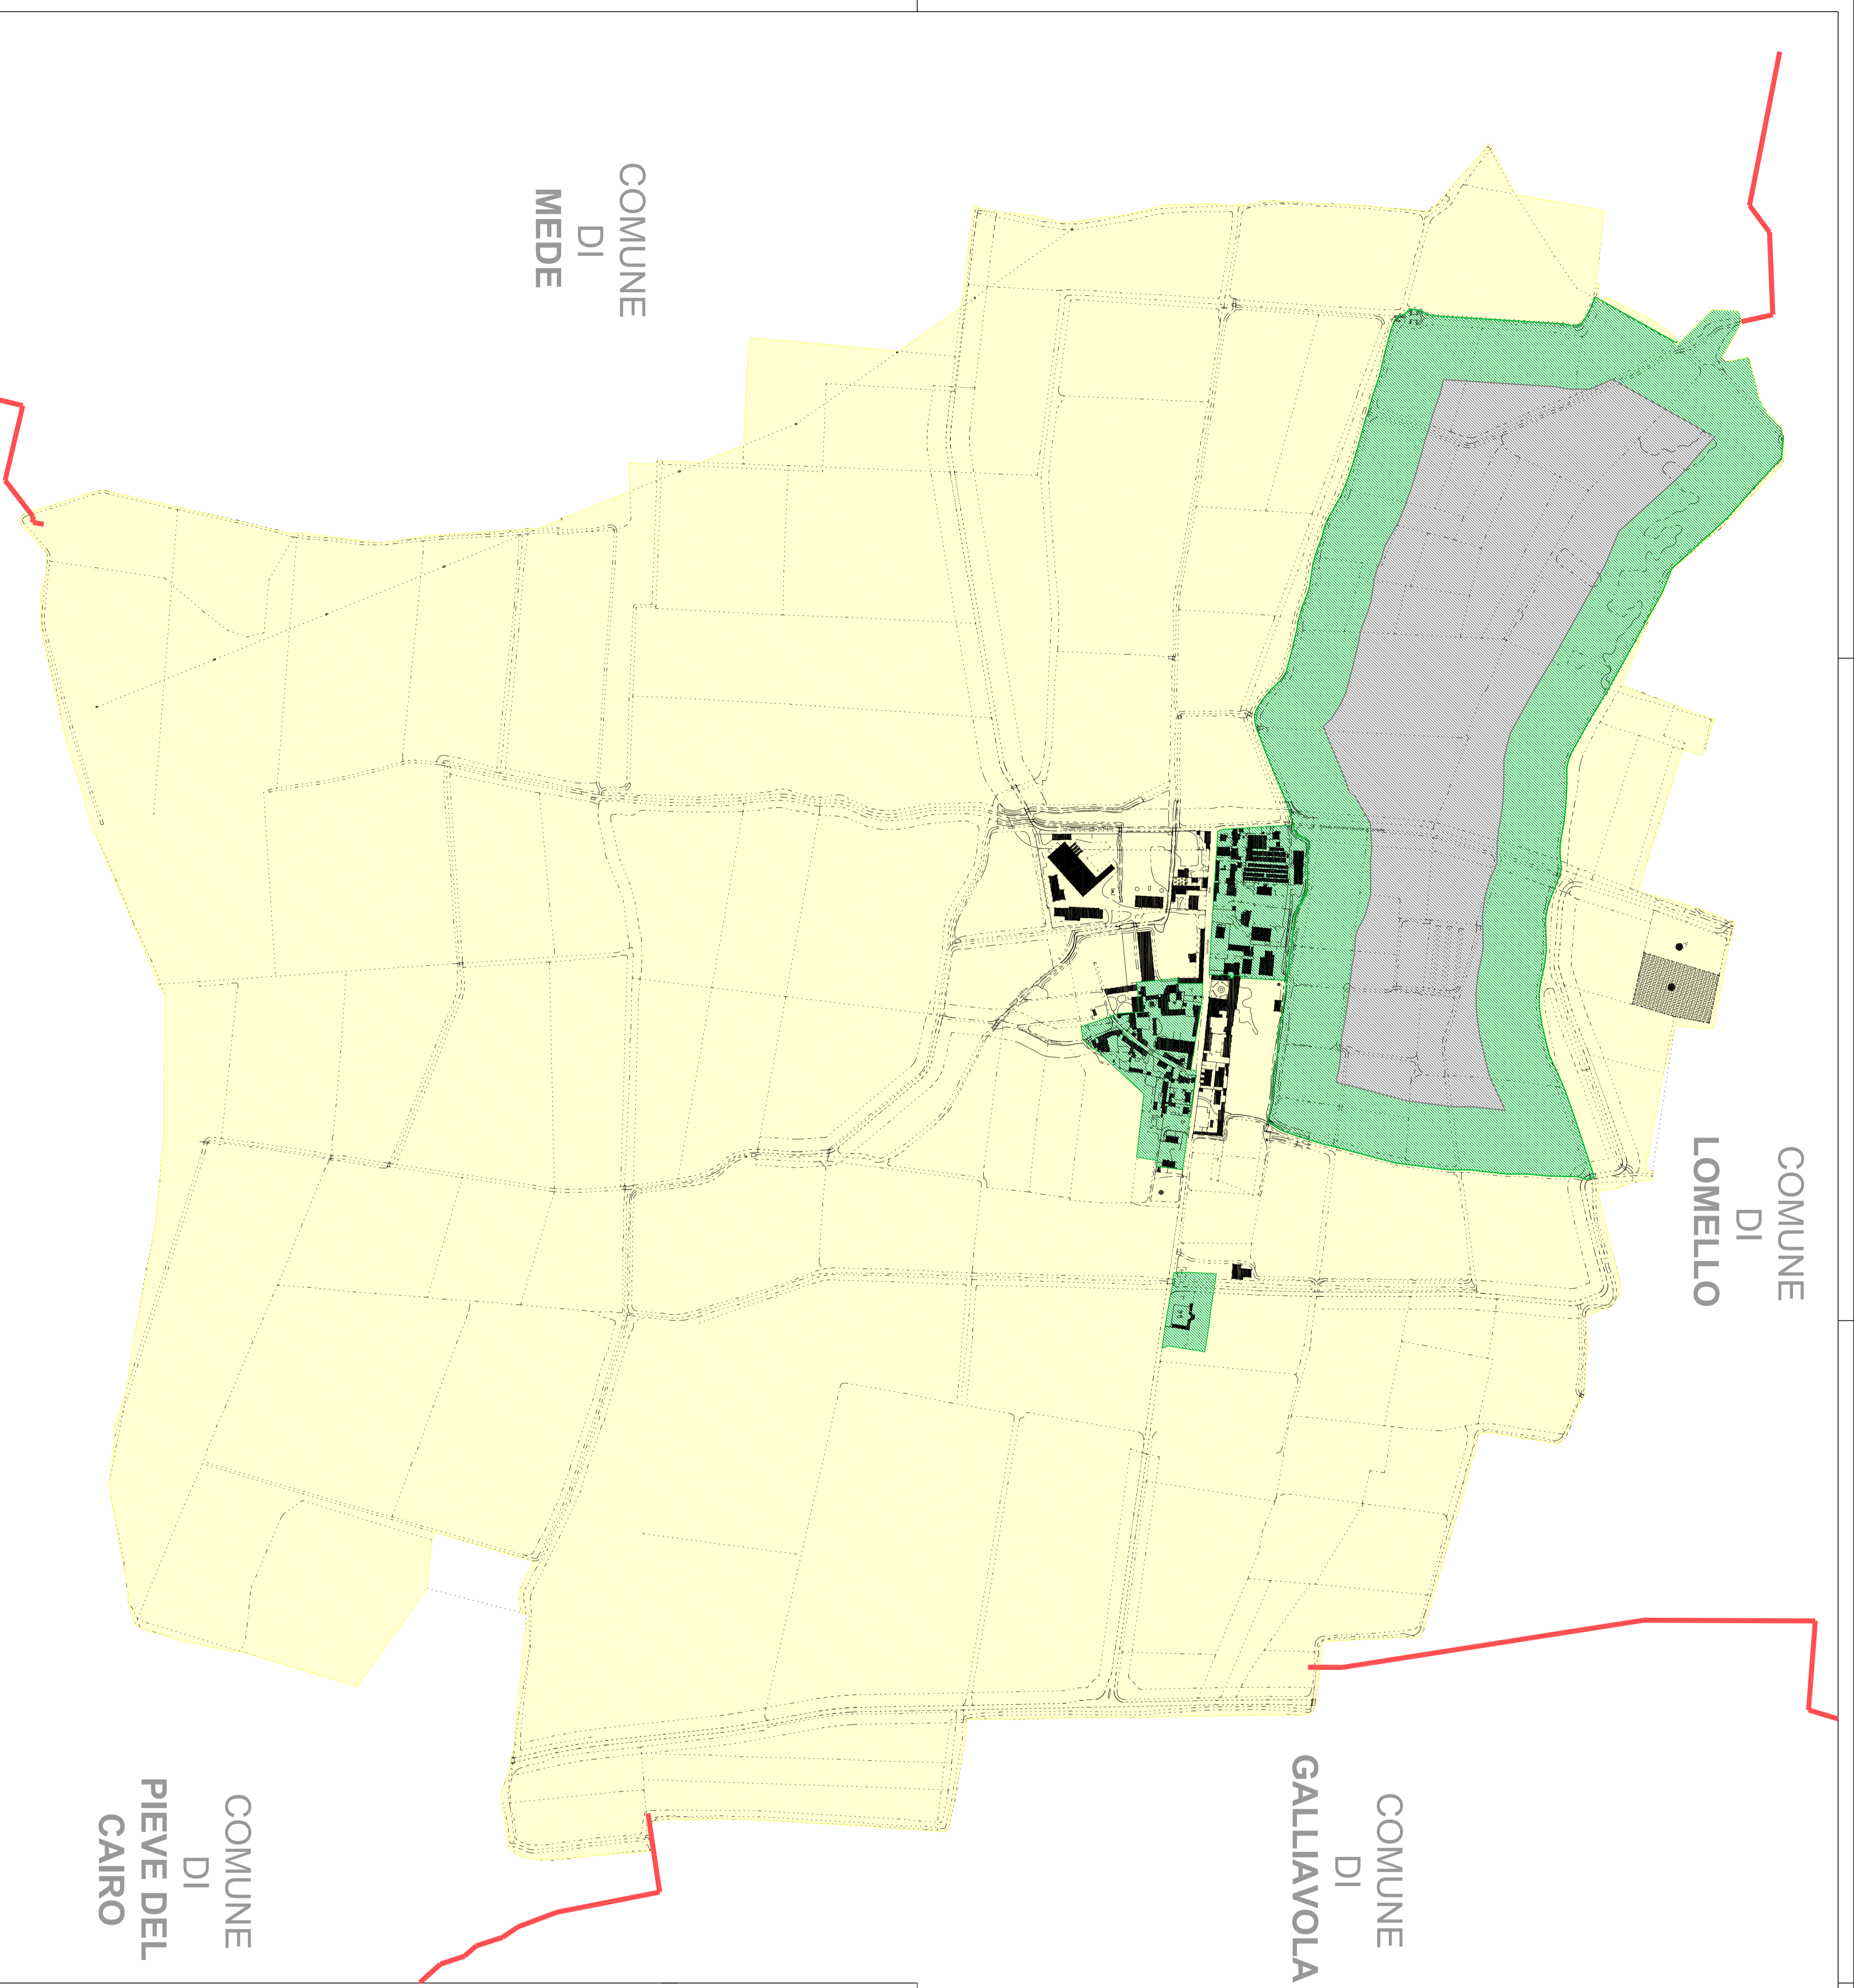 COMUNE
DI
LOMELLO
COMUNE
DI
MEDE
COMUNE
DI
GALLIAVOLA
COMUNE
DI
PIEVE DEL
CAIRO